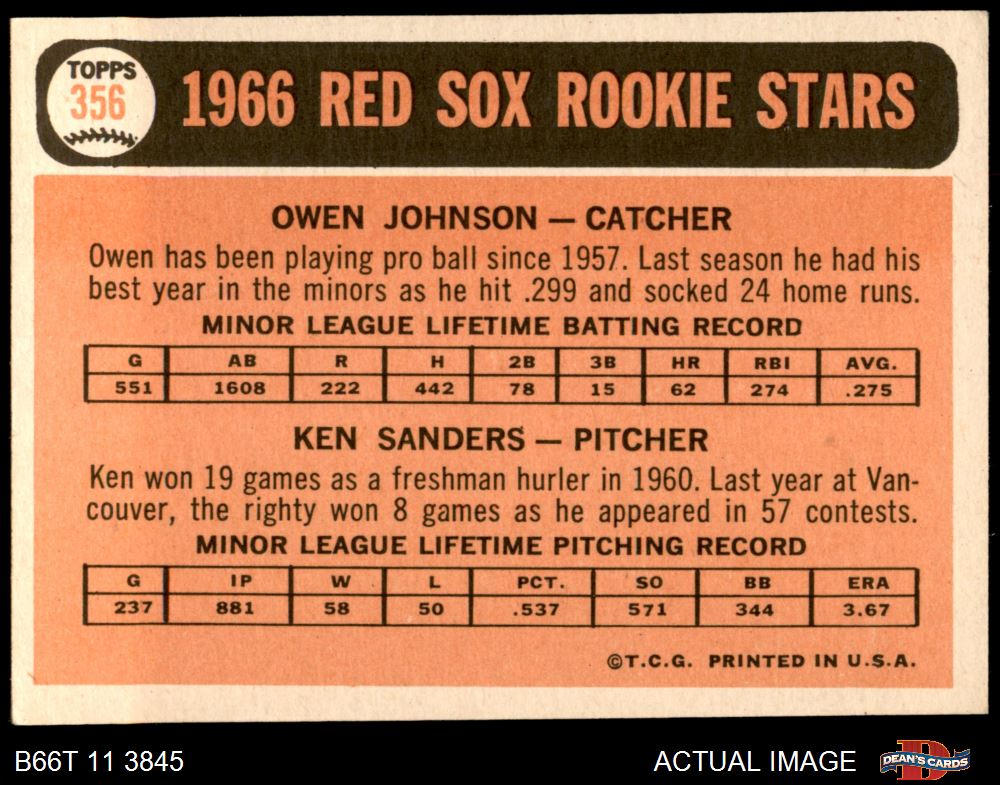 TOPPS
356
1966 RED SOX ROOKIE STARS
OWEN JOHNSON — CATCHER
Owen has been playing pro ball since 1957. Last season he had his
best year in the minors as he hit .299 and socked 24 home runs.
MINOR LEAGUE LIFETIME BATTING RECORD
G AB R H 2B 3B HR RBI AVG.
551 1608 222 442 78 15 62 274 .275
KEN SANDERS — PITCHER
Ken won 19 games as a freshman hurler in 1960. Last year at Van-
couver, the righty won 8 games as he appeared in 57 contests.
MINOR LEAGUE LIFETIME PITCHING RECORD
G IP W L PCT. SO BB ERA
237 881 58 50 .537 571 344 3.67
©T.C.G. PRINTED IN U.S.A.
B66T 11 3845
ACTUAL IMAGE
D
DEAN'S CARDS